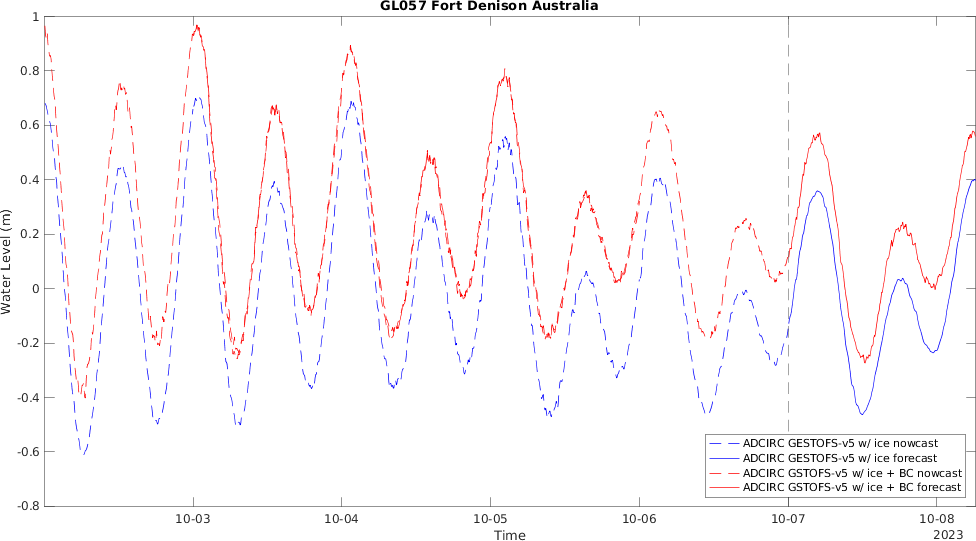 GL057 Fort Denison Australia
1
0.8
0.6
0.4
0.2
0
-0.2
-0.4
-0.6
-0.8
Water Level (m)
10-03
10-04
10-05
10-06
10-07
10-08
Time
2023
ADCIRC GESTOFS-v5 w/ ice nowcast
ADCIRC GESTOFS-v5 w/ ice forecast
ADCIRC GSTOFS-v5 w/ ice + BC nowcast
ADCIRC GSTOFS-v5 w/ ice + BC forecast